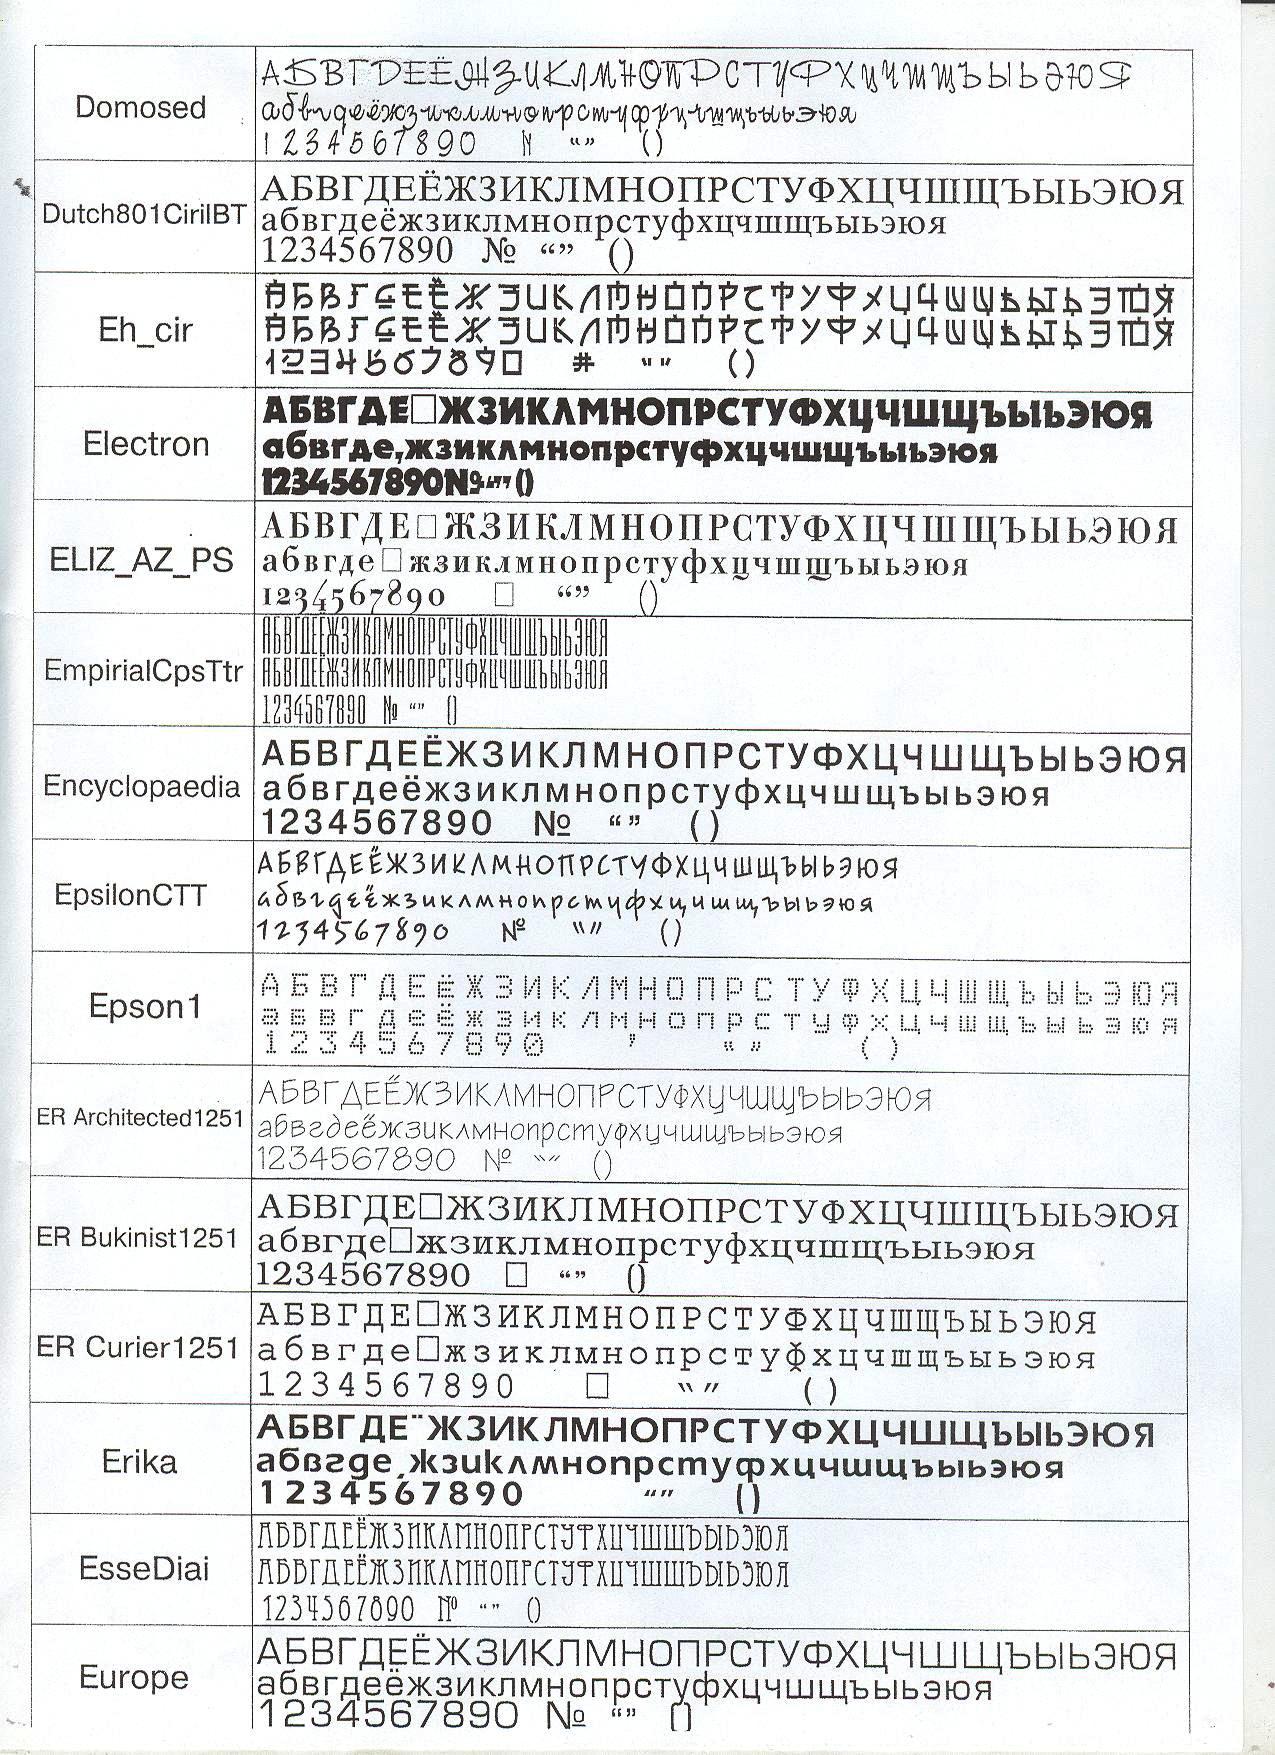 Domosed
АБВГДЕЁЖЗИКЛМНОПРСТУФХЦЧШЩЪЫЬЭЮЯ
абвгдеёжзиклмнопрстуфхцчшщъыьэюя
1234567890 N “” ()
Dutch801CirilBT
АБВГДЕЁЖЗИКЛМНОПРСТУФХЦЧШЩЪЫЬЭЮЯ
абвгдеёжзиклмнопрстуфхцчшщъыьэюя
1234567890 № “” ()
Eh_cir
АБВГДЕЁЖЗИКЛМНОПРСТУФХЦЧШЩЪЫЬЭЮЯ
АБВГДЕЁЖЗИКЛМНОПРСТУФХЦЧШЩЪЫЬЭЮЯ
1234567890 # “” ()
Electron
АБВГДЕ□ЖЗИКЛМНОПРСТУФХЦЧШЩЪЫЬЭЮЯ
абвгде,жзиклмнопрстуфхцчшщъыьэюя
1234567890№“”()
ELIZ_AZ_PS
АБВГДЕ□ЖЗИКЛМНОПРСТУФХЦЧШЩЪЫЬЭЮЯ
абвгде□жзиклмнопрстуфхцчшщъыьэюя
1234567890 □ “” ()
EmpirialCpsTtr
АБВГДЕЁЖЗИКЛМНОПРСТУФХЦЧШЩЪЫЬЭЮЯ
АБВГДЕЁЖЗИКЛМНОПРСТУФХЦЧШЩЪЫЬЭЮЯ
1234567890 № “” ()
Encyclopaedia
АБВГДЕЁЖЗИКЛМНОПРСТУФХЦЧШЩЪЫЬЭЮЯ
абвгдеёжзиклмнопрстуфхцчшщъыьэюя
1234567890 № “” ()
EpsilonCTT
АБВГДЕЁЖЗИКЛМНОПРСТУФХЦЧШЩЪЫЬЭЮЯ
абвгдеёжзиклмнопрстуфхцчшщъыьэюя
1234567890 № “” ()
Epson1
АБВГДЕЁЖЗИКЛМНОПРСТУФХЦЧШЩЪЫЬЭЮЯ
абвгдеёжзиклмнопрстуфхцчшщъыьэюя
1234567890 ’ “” ()
ER Architected1251
АБВГДЕЁЖЗИКЛМНОПРСТУФХЦЧШЩЪЫЬЭЮЯ
абвгдеёжзиклмнопрстуфхцчшщъыьэюя
1234567890 № “” ()
ER Bukinist1251
АБВГДЕ□ЖЗИКЛМНОПРСТУФХЦЧШЩЪЫЬЭЮЯ
абвгде□жзиклмнопрстуфхцчшщъыьэюя
1234567890 □ “” ()
ER Curier1251
АБВГДЕ□ЖЗИКЛМНОПРСТУФХЦЧШЩЪЫЬЭЮЯ
абвгде□жзиклмнопрстуфхцчшщъыьэюя
1234567890 □ “” ()
Erika
АБВГДЕ¨ЖЗИКЛМНОПРСТУФХЦЧШЩЪЫЬЭЮЯ
абвгде¸жзиклмнопрстуфхцчшщъыьэюя
1234567890 “” ()
EsseDiai
АБВГДЕЁЖЗИКЛМНОПРСТУФХЦЧШЩЪЫЬЭЮЯ
АБВГДЕЁЖЗИКЛМНОПРСТУФХЦЧШЩЪЫЬЭЮЯ
1234567890 № “” ()
Europe
АБВГДЕЁЖЗИКЛМНОПРСТУФХЦЧШЩЪЫЬЭЮЯ
абвгдеёжзиклмнопрстуфхцчшщъыьэюя
1234567890 № “” ()